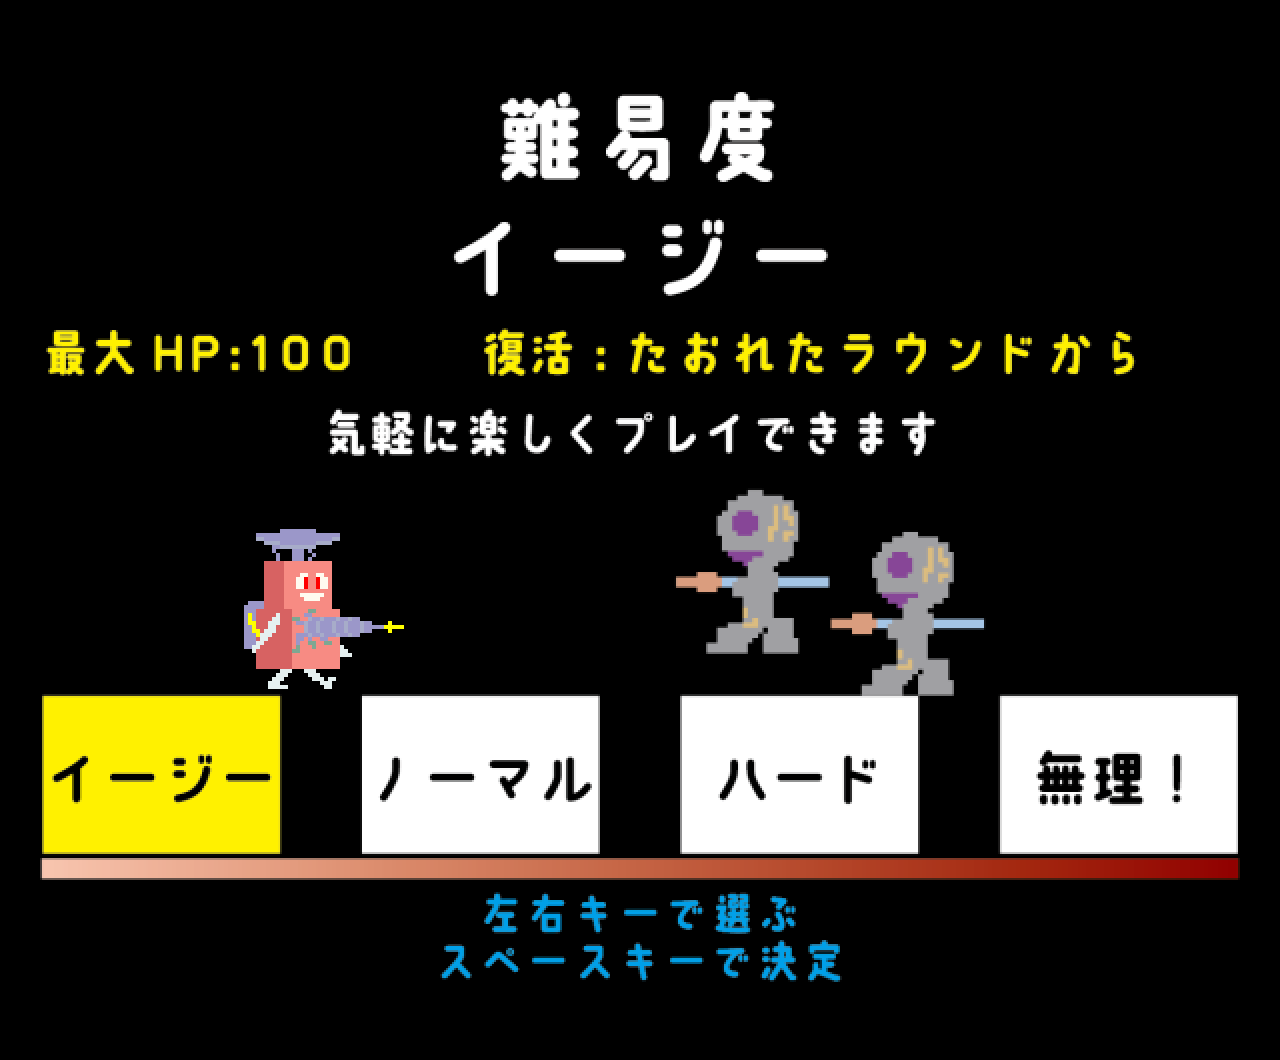 難易度
イージー
最大HP:100 復活:たおれたラウンドから
気軽に楽しくプレイできます
イージー ノーマル ハード 無理!
左右キーで選ぶ
スペースキーで決定